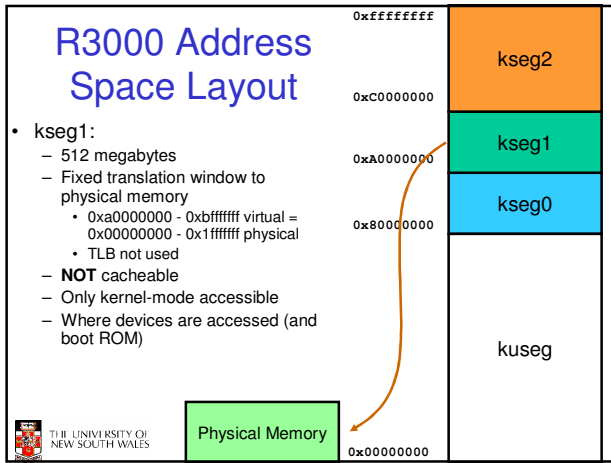 R3000 Address
Space Layout
• kseg1:
– 512 megabytes
– Fixed translation window to
physical memory
• 0xa0000000 - 0xbfffffff virtual =
0x00000000 - 0x1fffffff physical
• TLB not used
– NOT cacheable
– Only kernel-mode accessible
– Where devices are accessed (and
boot ROM)
THE UNIVERSITY OF
NEW SOUTH WALES
Physical Memory
0xffffffff
kseg2
0xC0000000
kseg1
0xA0000000
kseg0
0x80000000
kuseg
0x00000000